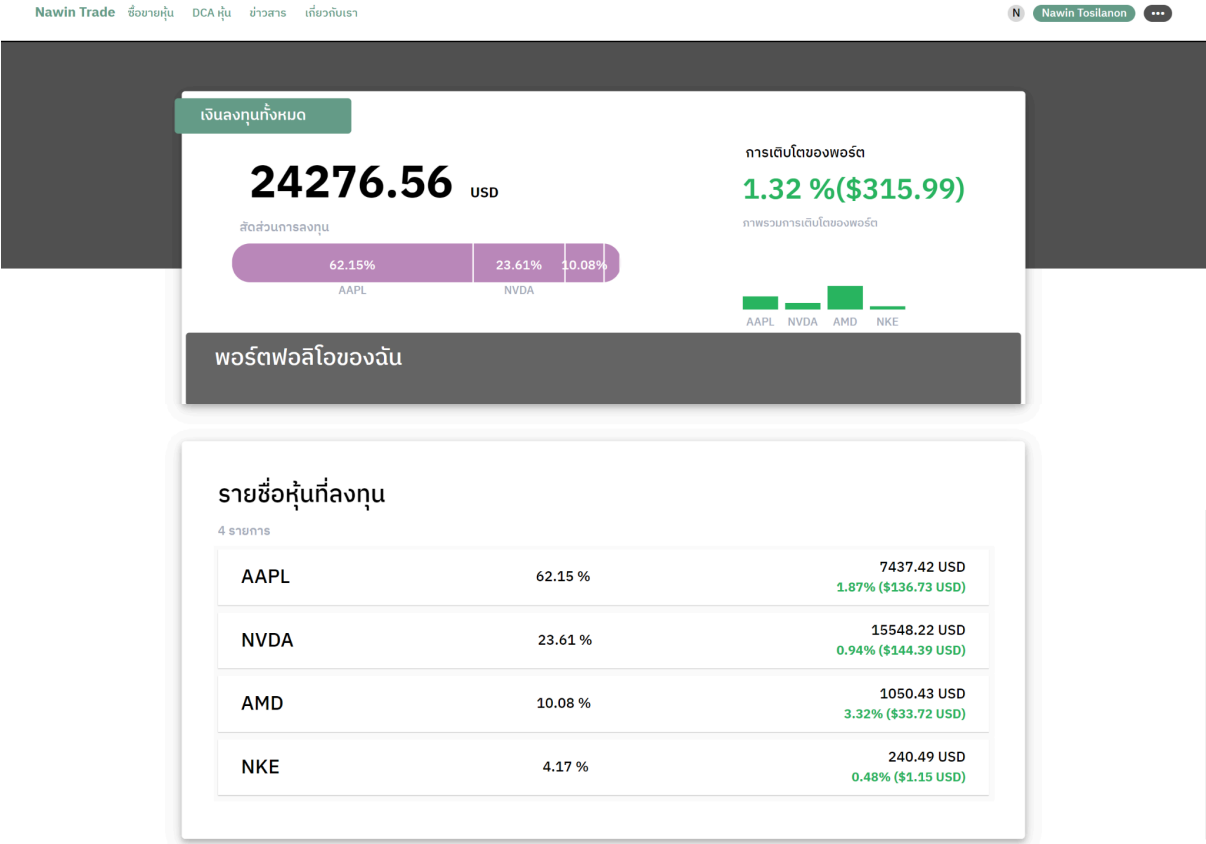 Nawin Trade ซื้อขายหุ้น DCA หุ้น ข่าวสาร เกี่ยวกับเรา N Nawin Tosilanon •••
เงินลงทุนทั้งหมด
24276.56 USD
สัดส่วนการลงทุน
62.15% 23.61% 10.08%
AAPL NVDA
การเติบโตของพอร์ต
1.32 %($315.99)
ภาพรวมการเติบโตของพอร์ต
AAPL NVDA AMD NKE
พอร์ตฟอลิโอของฉัน
รายชื่อหุ้นที่ลงทุน
4 รายการ
AAPL 62.15 % 7437.42 USD
1.87% ($136.73 USD)
NVDA 23.61 % 15548.22 USD
0.94% ($144.39 USD)
AMD 10.08 % 1050.43 USD
3.32% ($33.72 USD)
NKE 4.17 % 240.49 USD
0.48% ($1.15 USD)